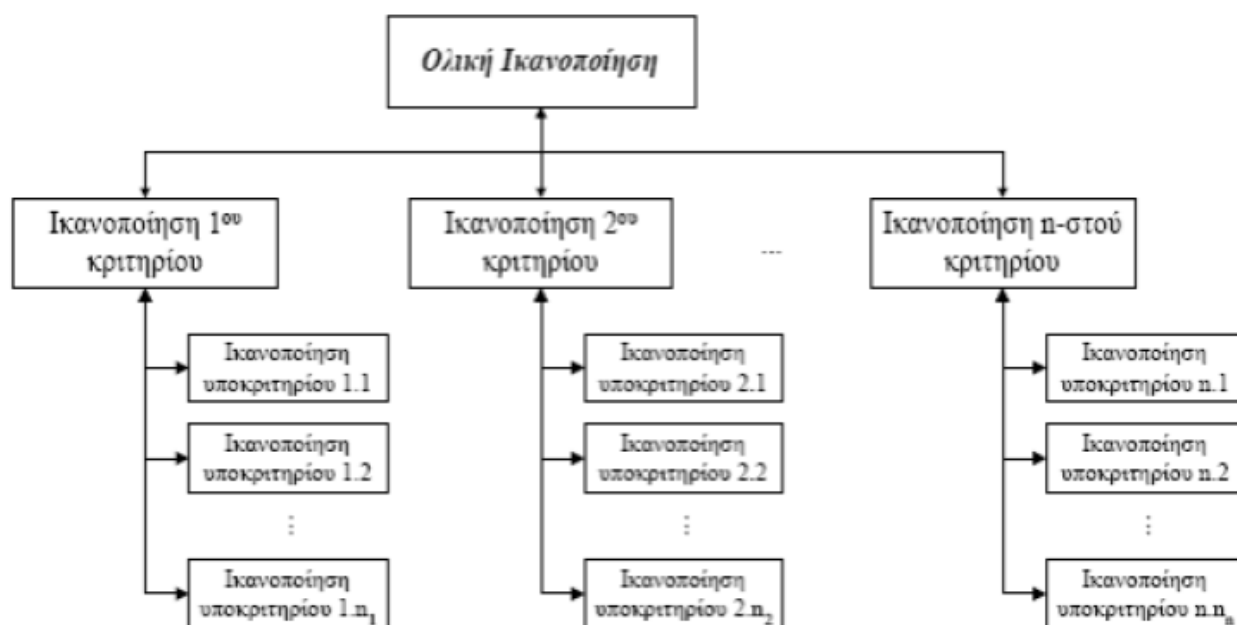 Ολική Ικανοποίηση
Ικανοποίηση 1ου
κριτηρίου
Ικανοποίηση 2ου
κριτηρίου
...
Ικανοποίηση n-στού
κριτηρίου
Ικανοποίηση
υποκριτηρίου 1.1
Ικανοποίηση
υποκριτηρίου 1.2
⋮
Ικανοποίηση
υποκριτηρίου 1.n₁
Ικανοποίηση
υποκριτηρίου 2.1
Ικανοποίηση
υποκριτηρίου 2.2
⋮
Ικανοποίηση
υποκριτηρίου 2.n₂
Ικανοποίηση
υποκριτηρίου n.1
Ικανοποίηση
υποκριτηρίου n.2
⋮
Ικανοποίηση
υποκριτηρίου n.nₙ